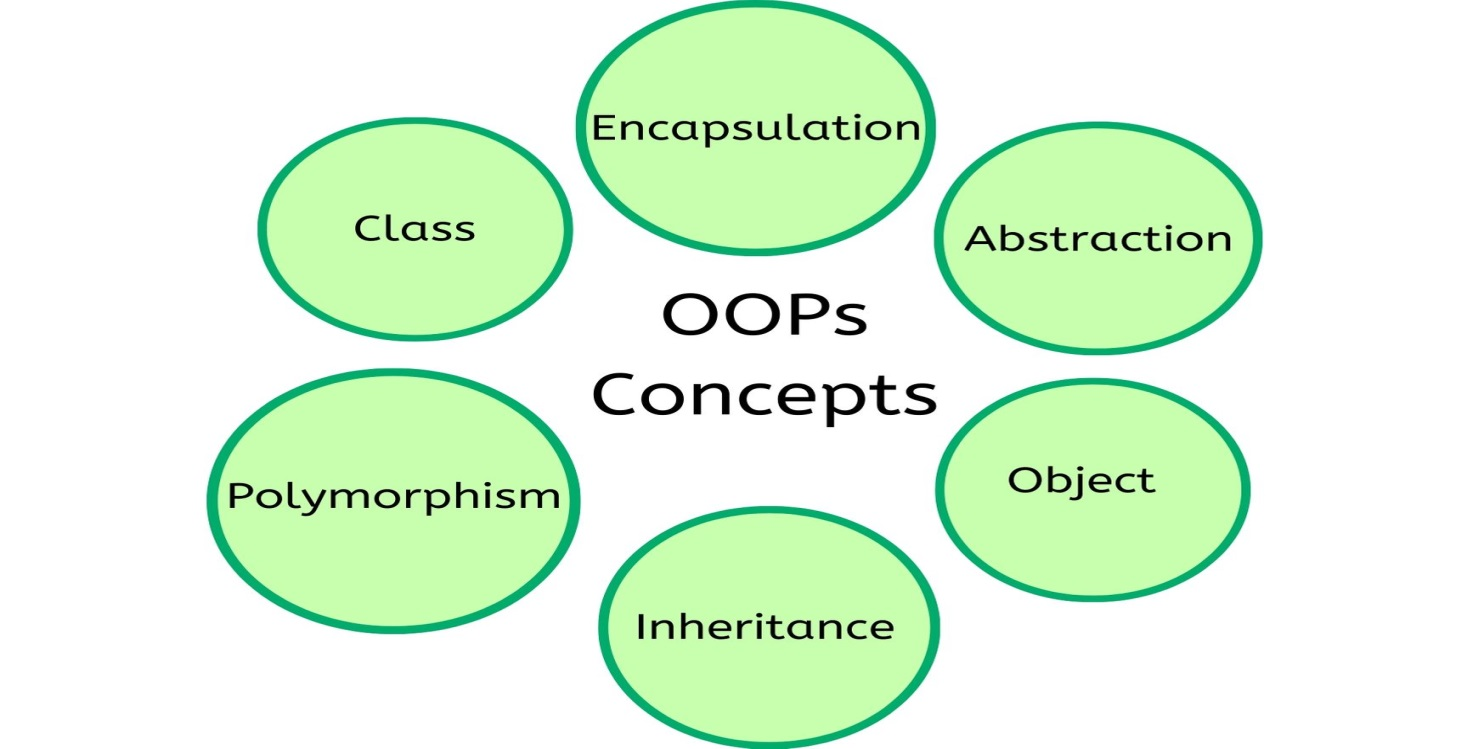 Encapsulation
Class
Abstraction
OOPs
Concepts
Polymorphism
Object
Inheritance